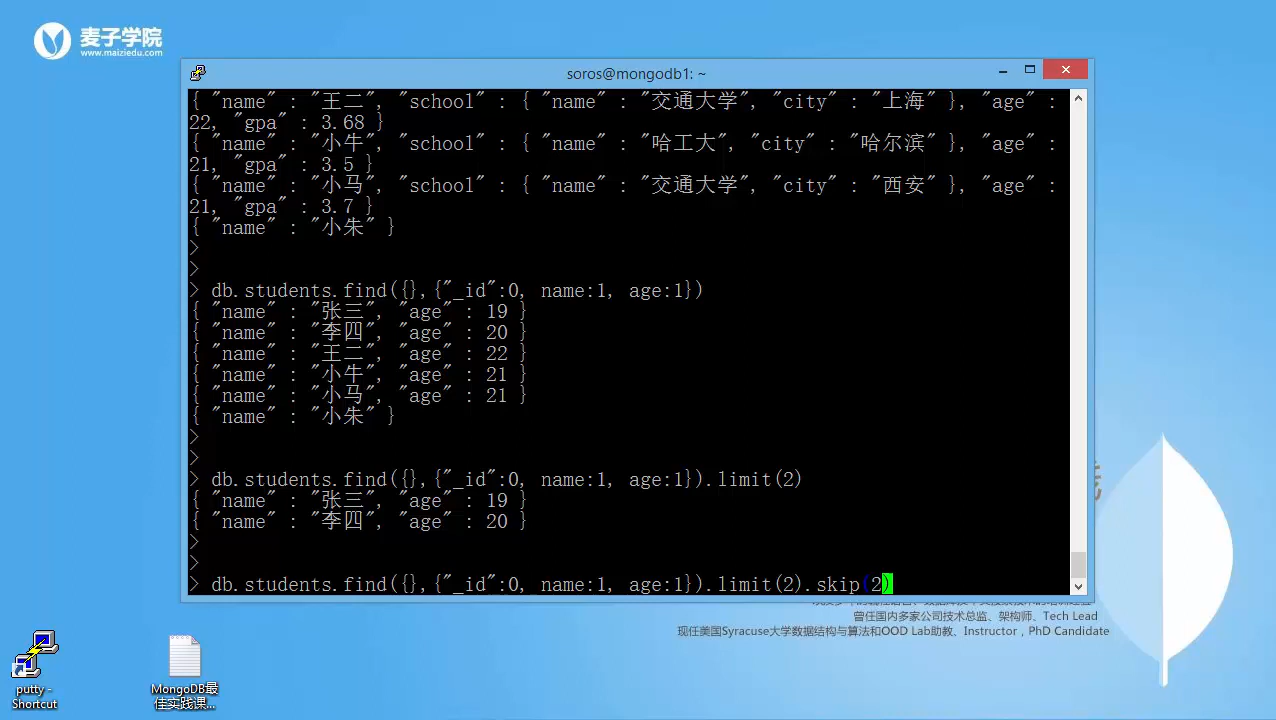 麦子学院
www.maiziedu.com
soros@mongodb1: ~
{ "name" : "王二", "school" : { "name" : "交通大学", "city" : "上海" }, "age" :
22, "gpa" : 3.68 }
{ "name" : "小牛", "school" : { "name" : "哈工大", "city" : "哈尔滨" }, "age" :
21, "gpa" : 3.5 }
{ "name" : "小马", "school" : { "name" : "交通大学", "city" : "西安" }, "age" :
21, "gpa" : 3.7 }
{ "name" : "小朱" }
>
>
> db.students.find({},{"_id":0, name:1, age:1})
{ "name" : "张三", "age" : 19 }
{ "name" : "李四", "age" : 20 }
{ "name" : "王二", "age" : 22 }
{ "name" : "小牛", "age" : 21 }
{ "name" : "小马", "age" : 21 }
{ "name" : "小朱" }
>
>
> db.students.find({},{"_id":0, name:1, age:1}).limit(2)
{ "name" : "张三", "age" : 19 }
{ "name" : "李四", "age" : 20 }
>
>
> db.students.find({},{"_id":0, name:1, age:1}).limit(2).skip(2)
曾任国内多家公司技术总监、架构师、Tech Lead
现任美国Syracuse大学数据结构与算法和OOD Lab助教、Instructor，PhD Candidate
putty -
Shortcut
MongoDB最
佳实践课...